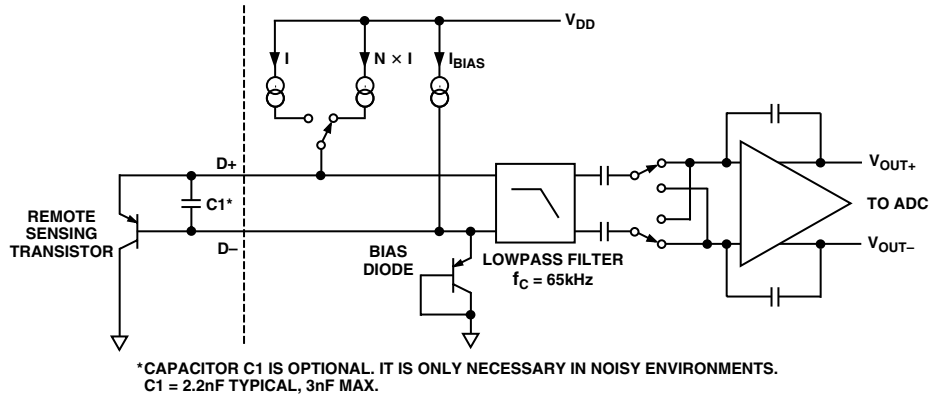 V_DD
I
N × I
I_BIAS
D+
C1*
REMOTE
SENSING
TRANSISTOR
D–
BIAS
DIODE
LOWPASS FILTER
f_C = 65kHz
V_OUT+
TO ADC
V_OUT–
*CAPACITOR C1 IS OPTIONAL. IT IS ONLY NECESSARY IN NOISY ENVIRONMENTS.
C1 = 2.2nF TYPICAL, 3nF MAX.